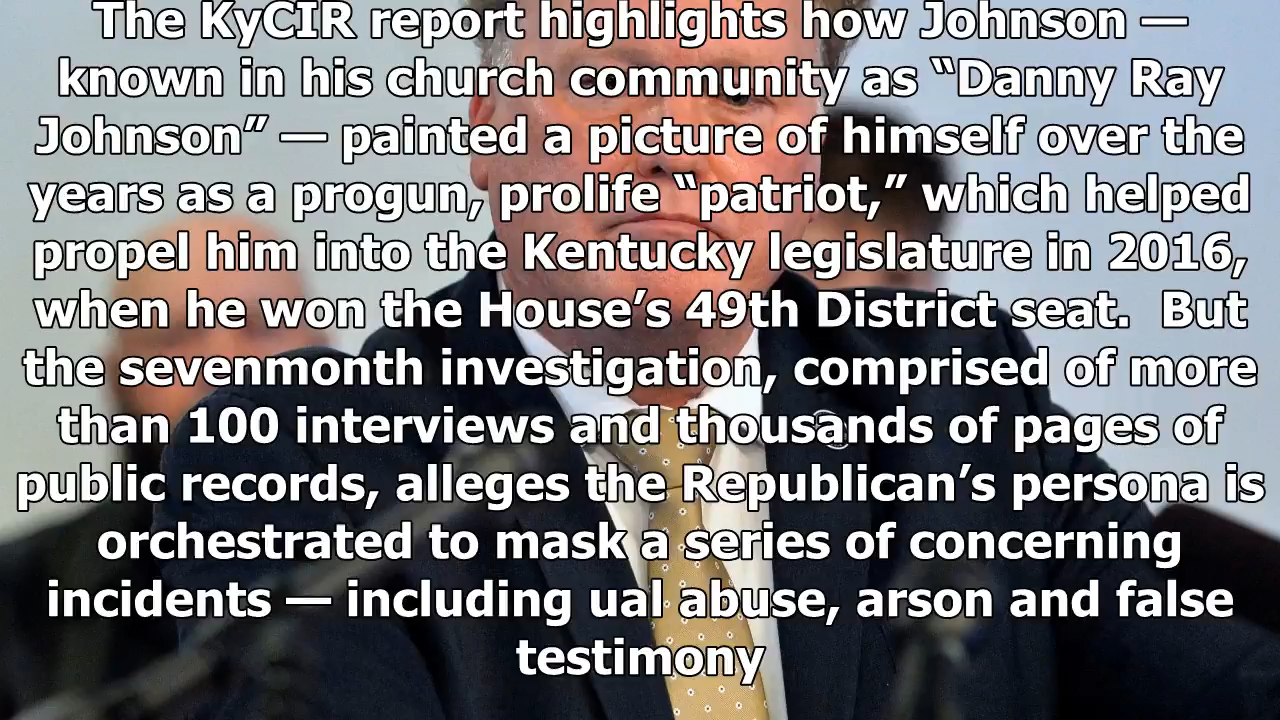 The KyCIR report highlights how Johnson —
known in his church community as “Danny Ray
Johnson” — painted a picture of himself over the
years as a progun, prolife “patriot,” which helped
propel him into the Kentucky legislature in 2016,
when he won the House’s 49th District seat.  But
the sevenmonth investigation, comprised of more
than 100 interviews and thousands of pages of
public records, alleges the Republican’s persona is
orchestrated to mask a series of concerning
incidents — including ual abuse, arson and false
testimony